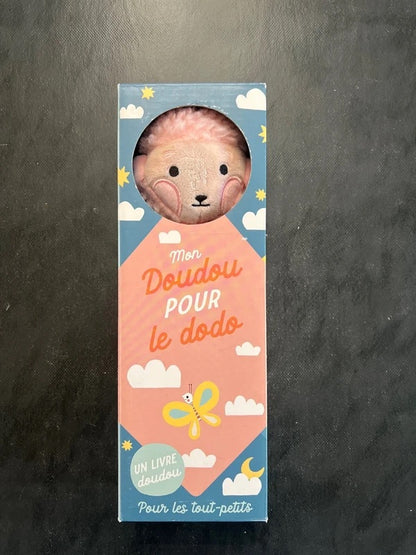 Mon
Doudou
POUR
le dodo
UN LIVRE
doudou
Pour les tout-petits